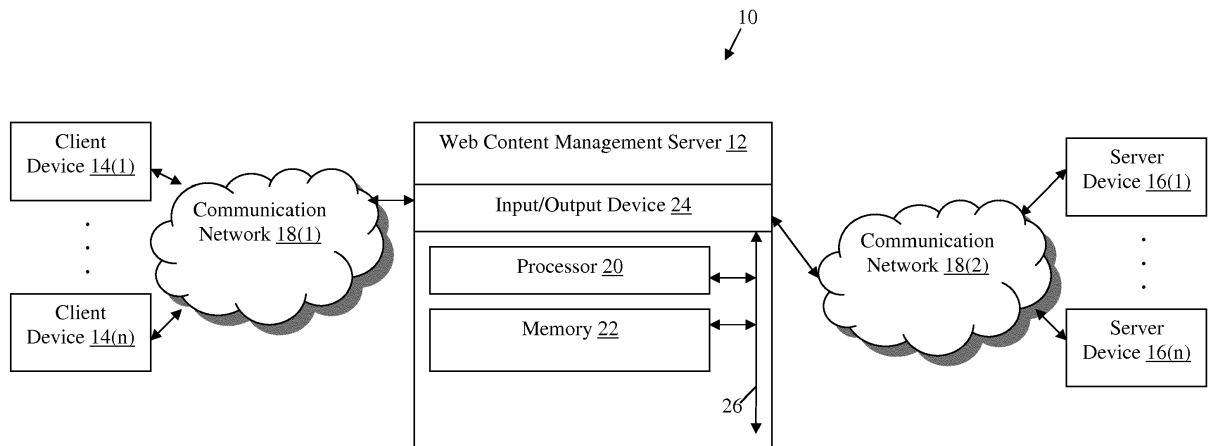 10
Client
Device 14(1)
.
.
.
Client
Device 14(n)
Communication
Network 18(1)
Web Content Management Server 12
Input/Output Device 24
Processor 20
Memory 22
26
Communication
Network 18(2)
Server
Device 16(1)
.
.
.
Server
Device 16(n)